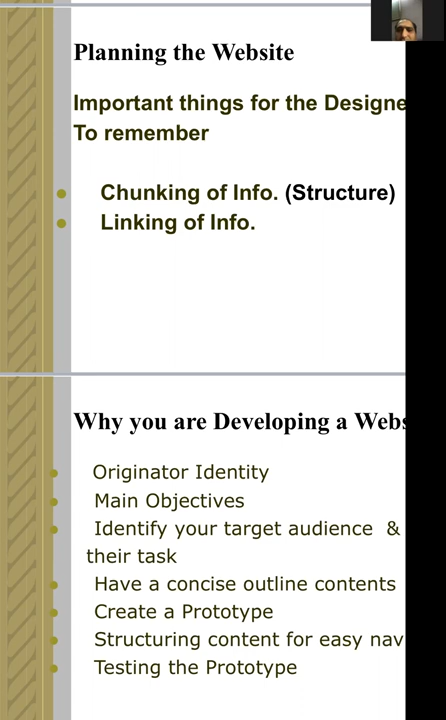 Planning the Website
Important things for the Designe
To remember
Chunking of Info. (Structure)
Linking of Info.
Why you are Developing a Webs
Originator Identity
Main Objectives
Identify your target audience &
their task
Have a concise outline contents
Create a Prototype
Structuring content for easy nav
Testing the Prototype